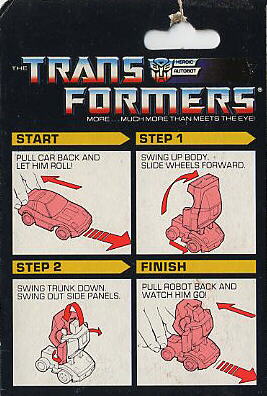 THE TRANSFORMERS®
HEROIC
AUTOBOT
MORE...MUCH MORE THAN MEETS THE EYE!
START
PULL CAR BACK AND
LET HIM ROLL!
STEP 1
SWING UP BODY.
SLIDE WHEELS FORWARD.
STEP 2
SWING TRUNK DOWN.
SWING OUT SIDE PANELS.
FINISH
PULL ROBOT BACK AND
WATCH HIM GO!